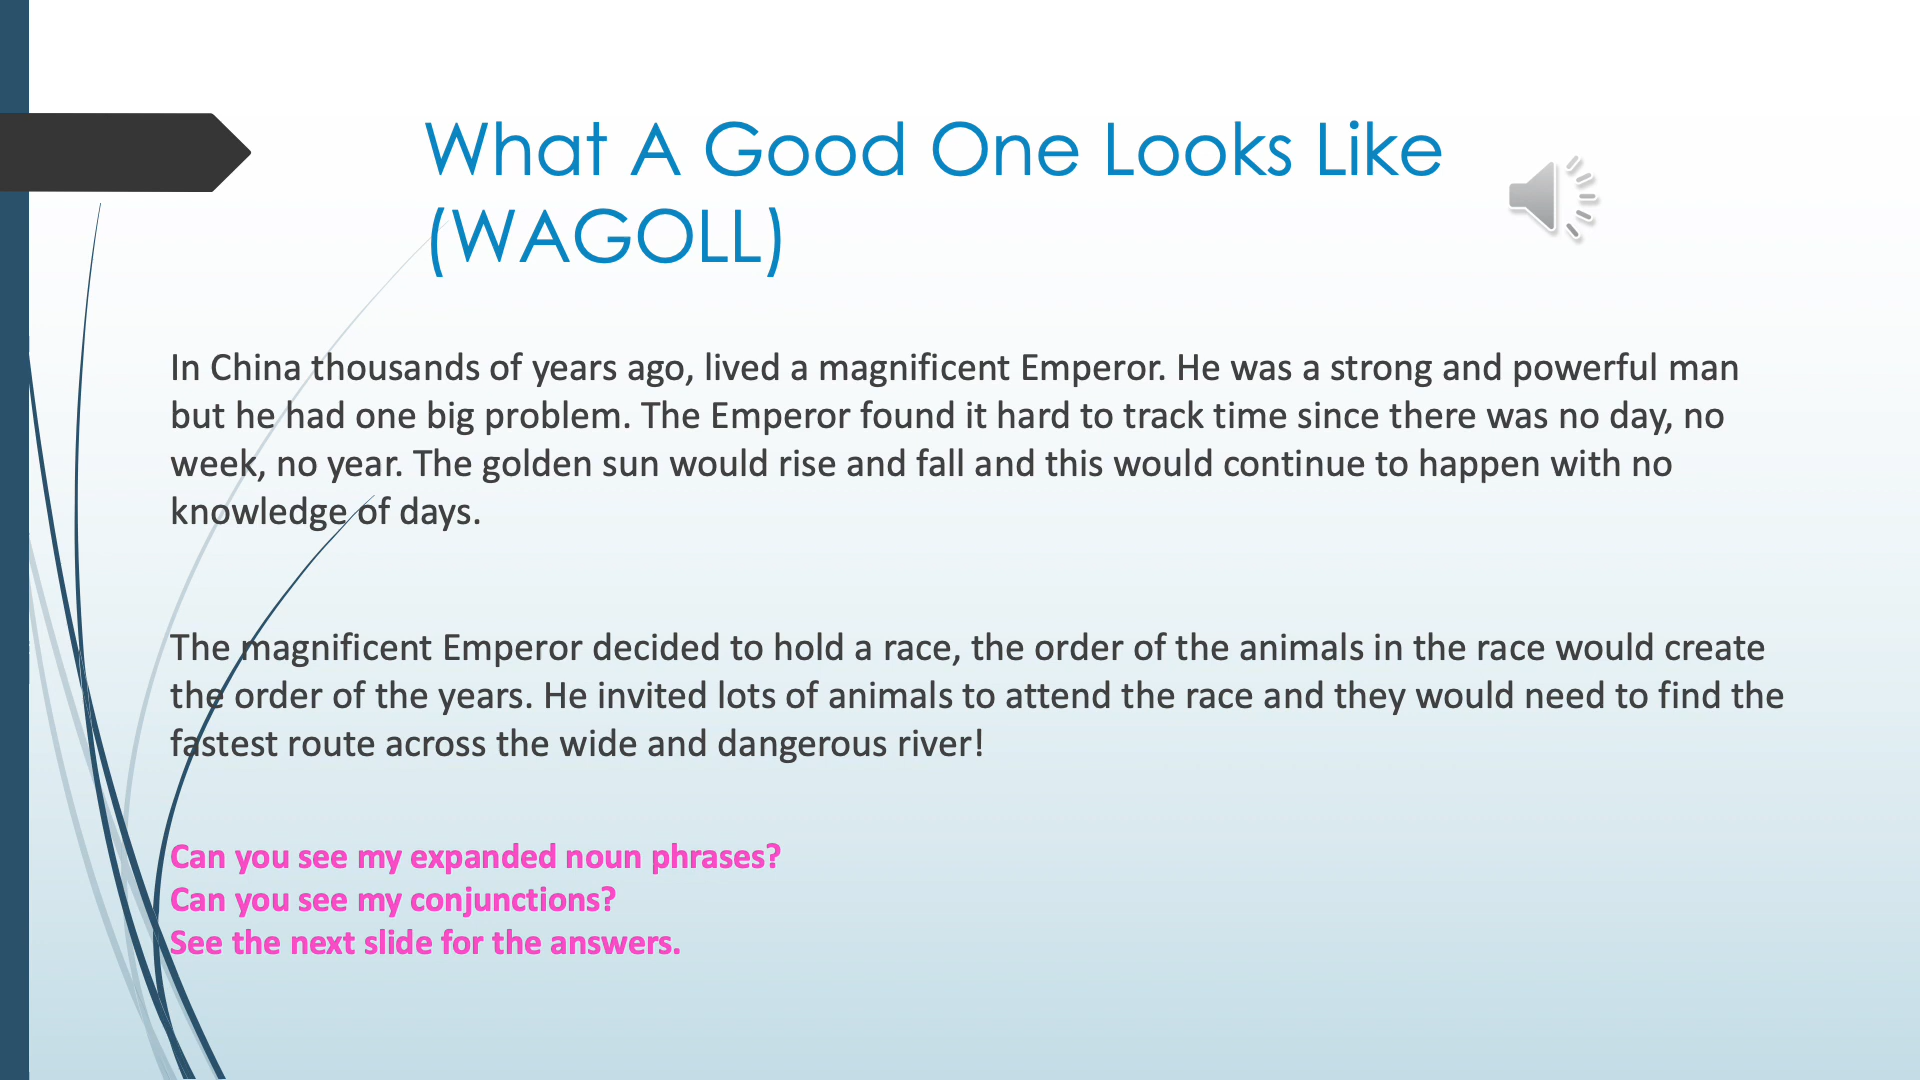 What A Good One Looks Like
(WAGOLL)
In China thousands of years ago, lived a magnificent Emperor. He was a strong and powerful man
but he had one big problem. The Emperor found it hard to track time since there was no day, no
week, no year. The golden sun would rise and fall and this would continue to happen with no
knowledge of days.
The magnificent Emperor decided to hold a race, the order of the animals in the race would create
the order of the years. He invited lots of animals to attend the race and they would need to find the
fastest route across the wide and dangerous river!
Can you see my expanded noun phrases?
Can you see my conjunctions?
See the next slide for the answers.